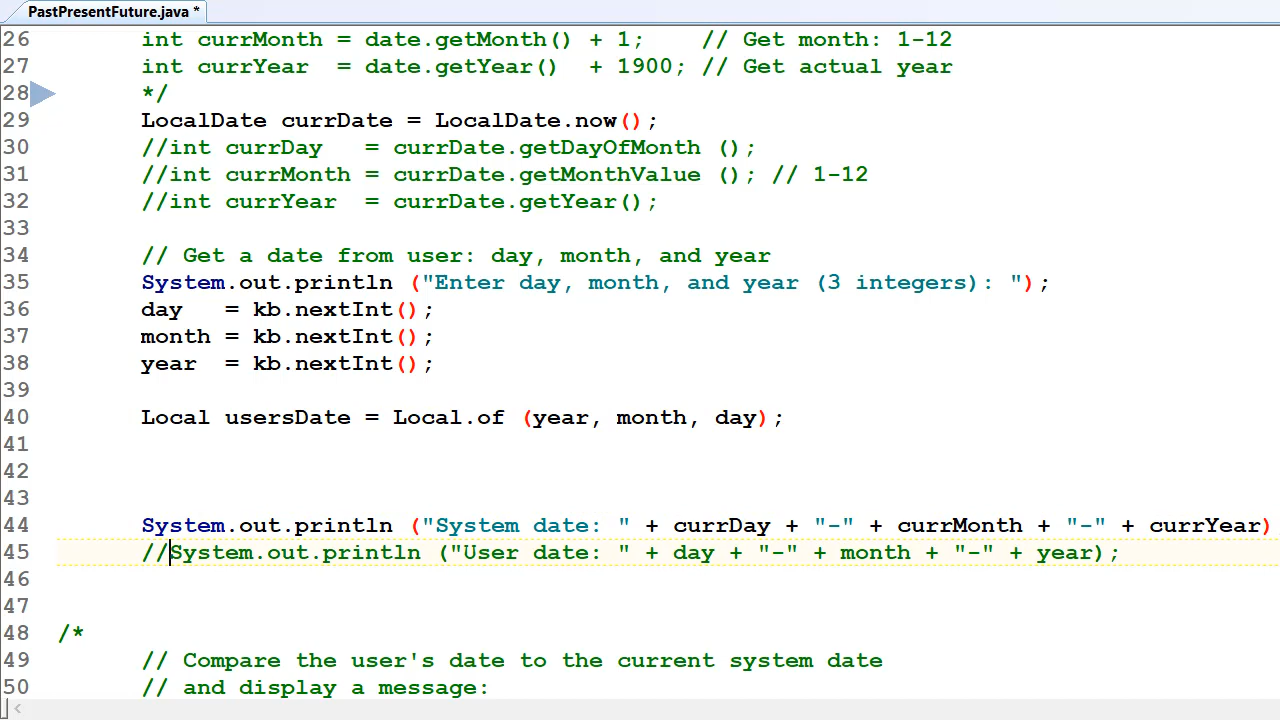 PastPresentFuture.java *
26 int currMonth = date.getMonth() + 1; // Get month: 1-12
27 int currYear = date.getYear() + 1900; // Get actual year
28 */
29 LocalDate currDate = LocalDate.now();
30 //int currDay = currDate.getDayOfMonth ();
31 //int currMonth = currDate.getMonthValue (); // 1-12
32 //int currYear = currDate.getYear();
33
34 // Get a date from user: day, month, and year
35 System.out.println ("Enter day, month, and year (3 integers): ");
36 day = kb.nextInt();
37 month = kb.nextInt();
38 year = kb.nextInt();
39
40 Local usersDate = Local.of (year, month, day);
41
42
43
44 System.out.println ("System date: " + currDay + "-" + currMonth + "-" + currYear)
45 //System.out.println ("User date: " + day + "-" + month + "-" + year);
46
47
48 /*
49 // Compare the user's date to the current system date
50 // and display a message: